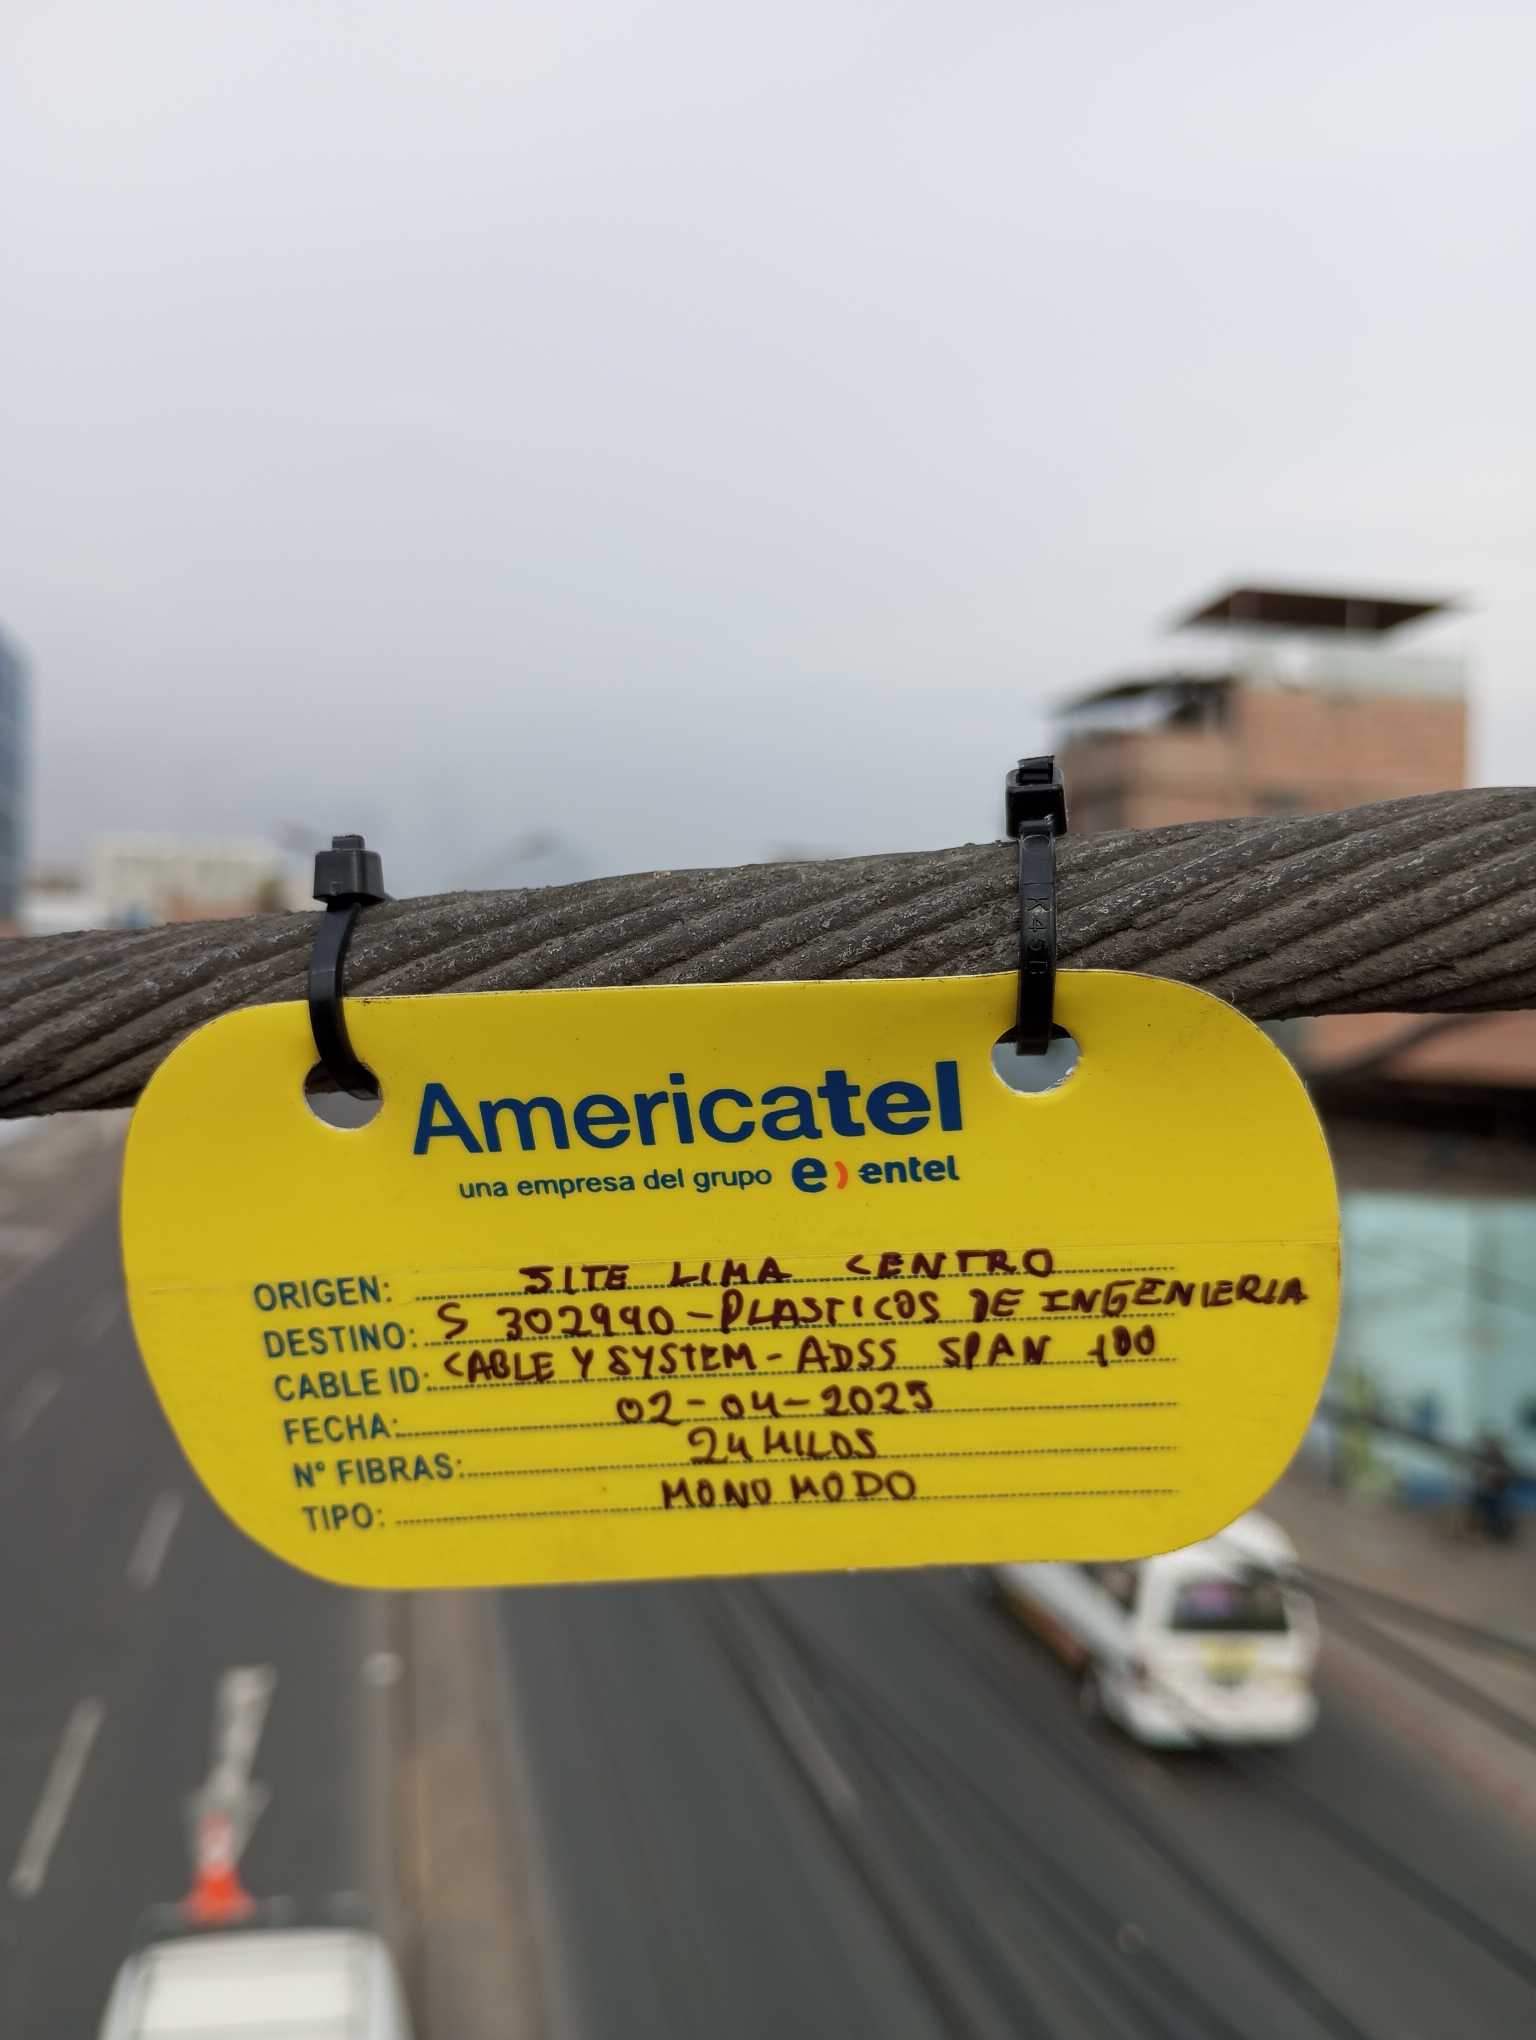 Americatel
una empresa del grupo e) entel
ORIGEN: SITE LIMA CENTRO
DESTINO: S 302990-PLASTICOS DE INGENIERIA
CABLE ID: CABLE Y SYSTEM-ADSS SPAN 100
FECHA: 02-04-2025
N° FIBRAS: 24 HILOS
TIPO: MONO MODO